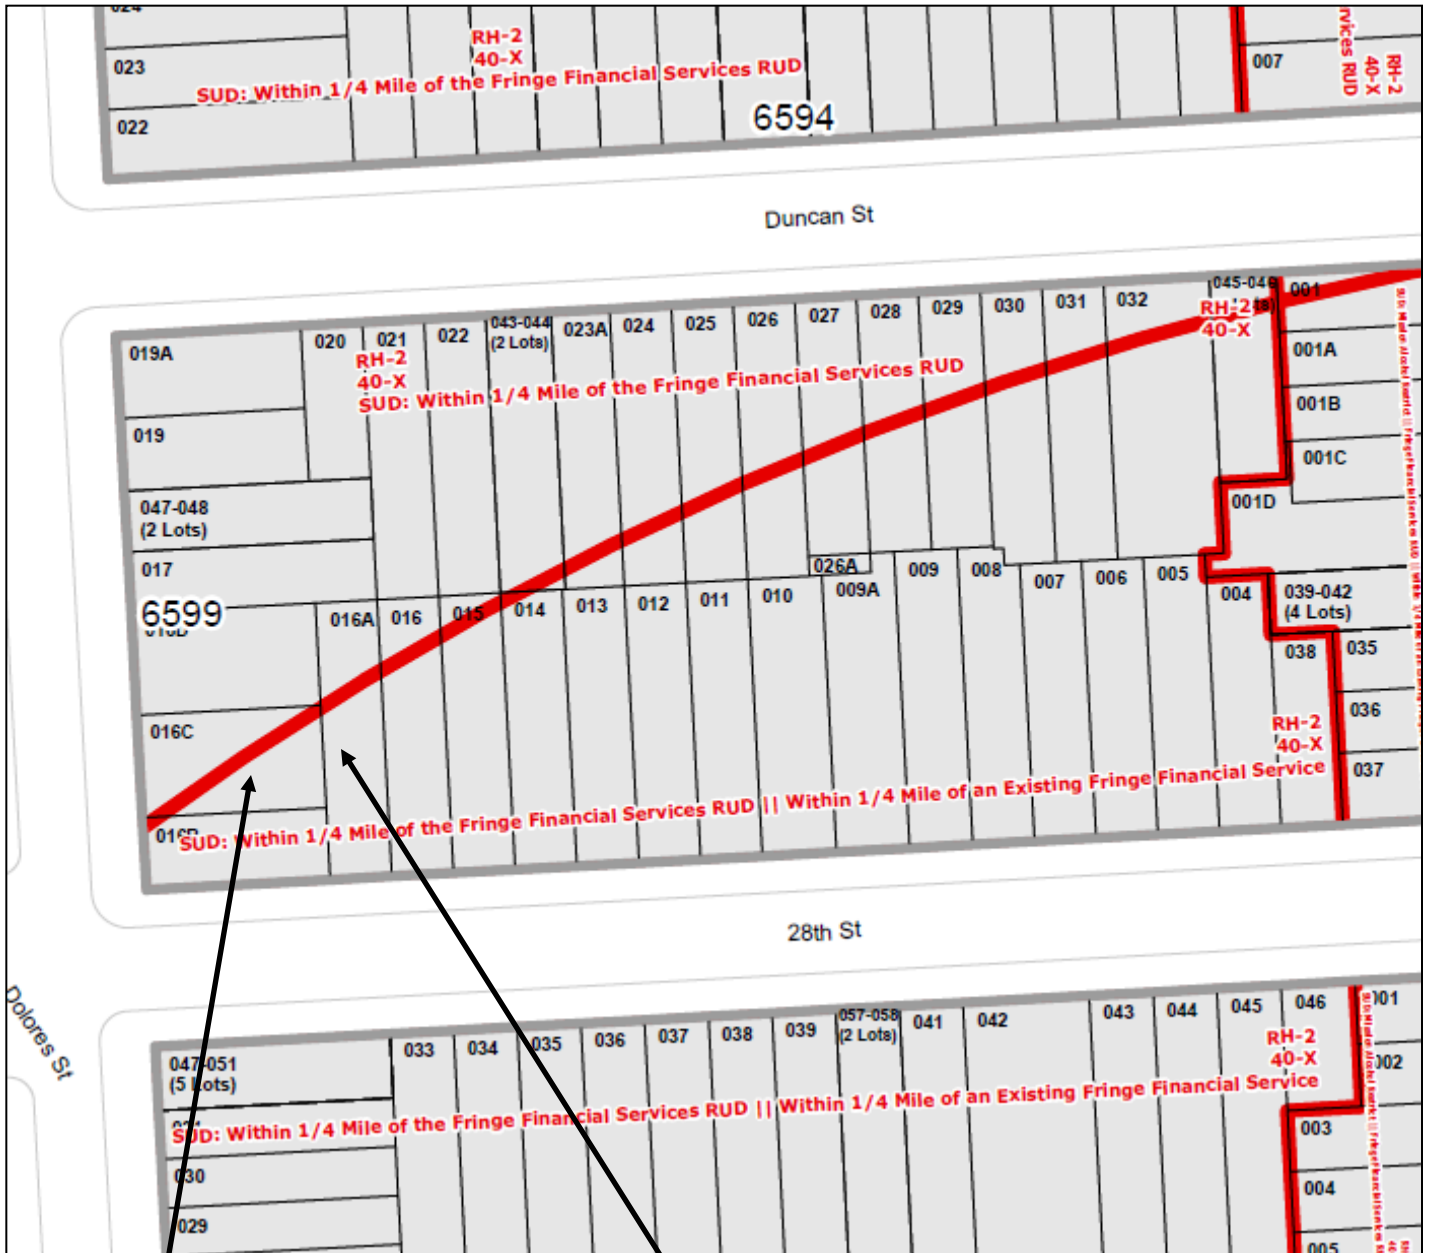 024
023
022
RH-2
40-X
SUD: Within 1/4 Mile of the Fringe Financial Services RUD
6594
007
rvices RUD
40-X
RH-2
Duncan St
019A
019
047-048
(2 Lots)
017
6599
016C
020
021
022
043-044
(2 Lots)
023A
024
025
026
027
028
029
030
031
032
045-046
RH-2
40-X
RH-2
40-X
SUD: Within 1/4 Mile of the Fringe Financial Services RUD
001
001A
001B
001C
001D
026A
016A
016
015
014
013
012
011
010
009A
009
008
007
006
005
004
039-042
(4 Lots)
038
035
036
037
RH-2
40-X
016B
SUD: Within 1/4 Mile of the Fringe Financial Services RUD || Within 1/4 Mile of an Existing Fringe Financial Service
28th St
Dolores St
047-051
(5 Lots)
033
034
035
036
037
038
039
057-058
(2 Lots)
041
042
043
044
045
046
001
002
RH-2
40-X
SUD: Within 1/4 Mile of the Fringe Financial Services RUD || Within 1/4 Mile of an Existing Fringe Financial Service
030
029
003
004
005